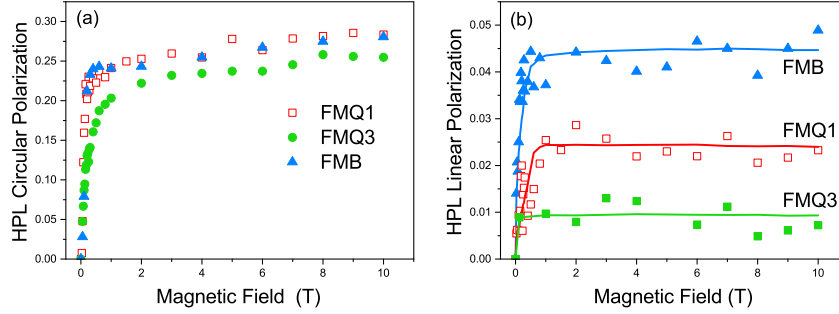 (a)
HPL Circular Polarization
0.30
0.25
0.20
0.15
0.10
0.05
0.00
FMQ1
FMQ3
FMB
0 2 4 6 8 10
Magnetic Field (T)
(b)
HPL Linear Polarization
0.05
0.04
0.03
0.02
0.01
0.00
FMB
FMQ1
FMQ3
0 2 4 6 8 10
Magnetic Field (T)